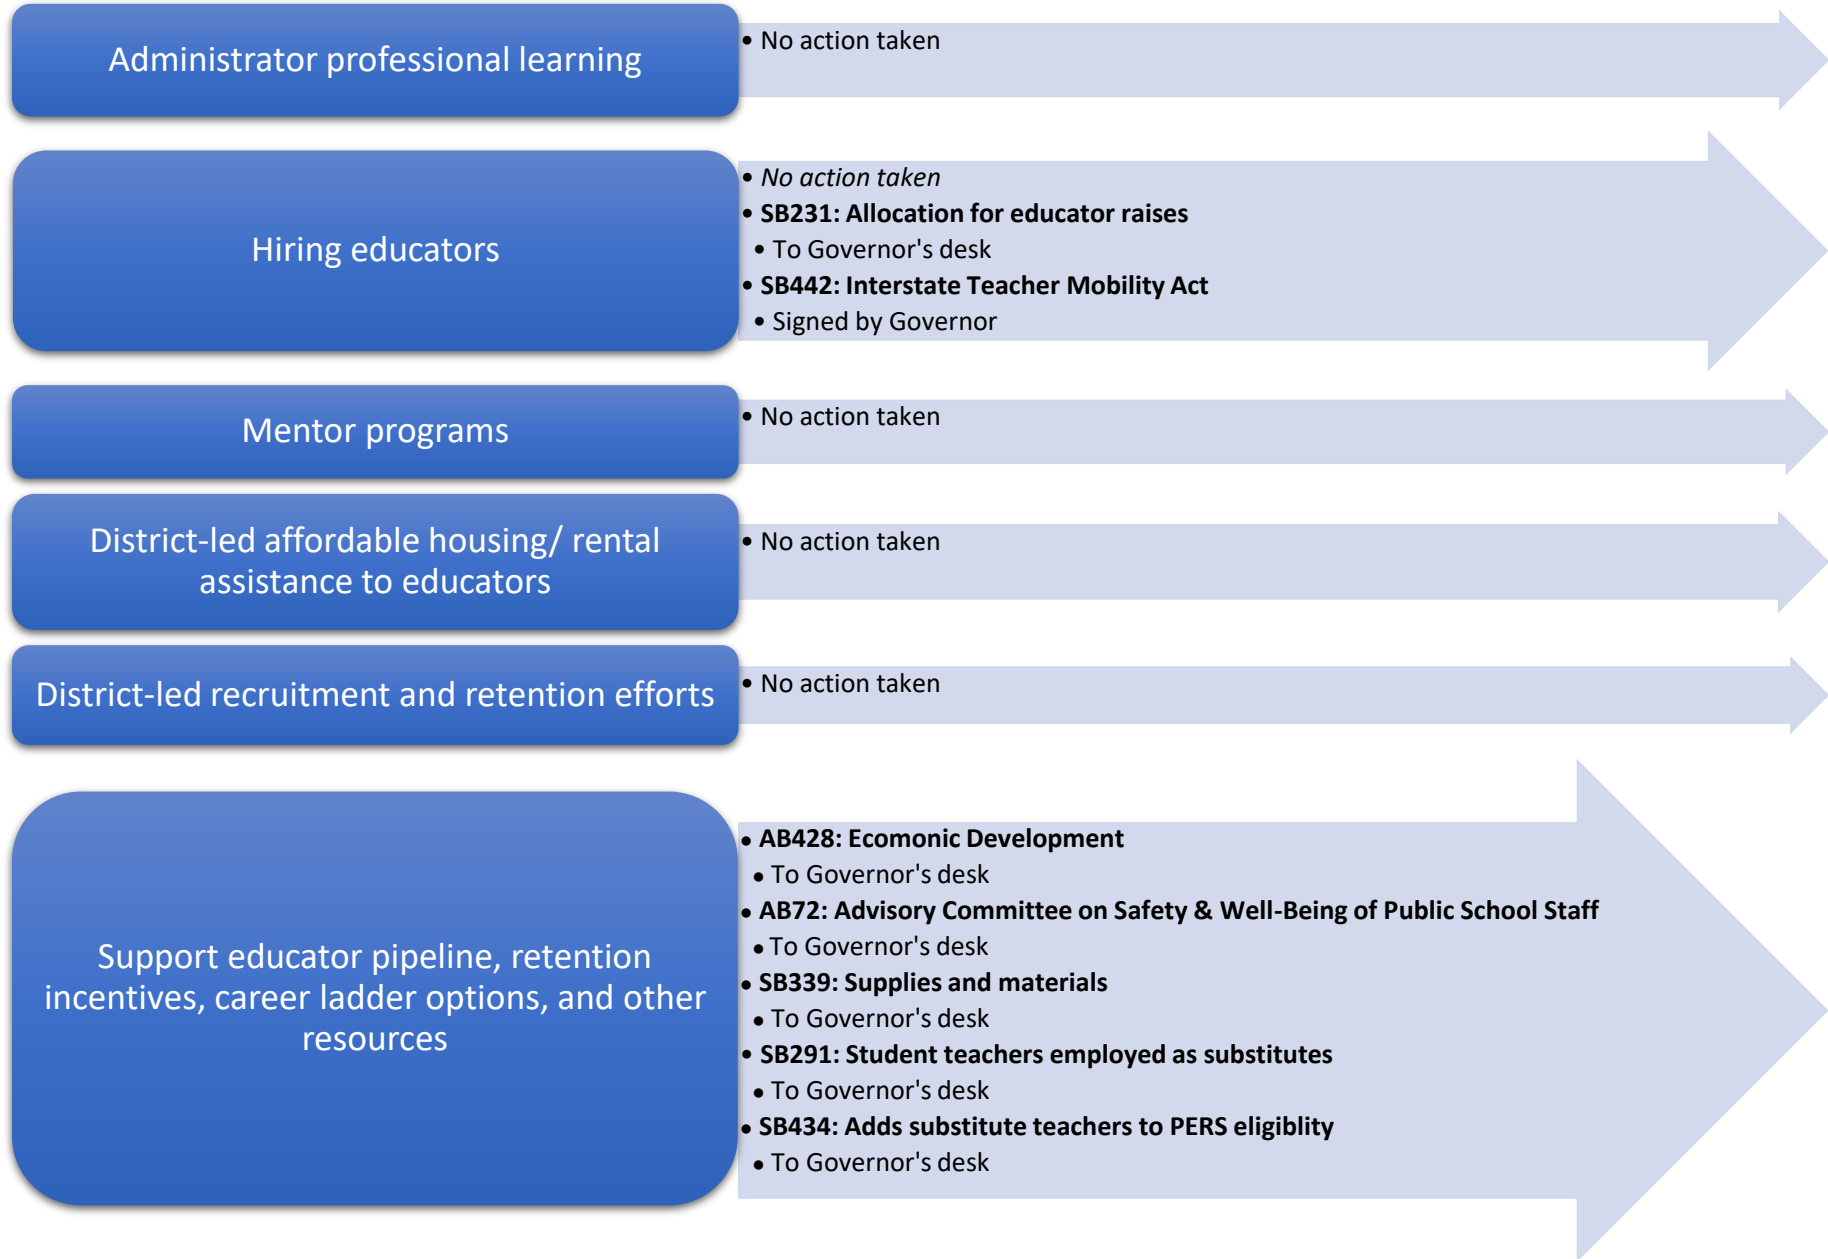 Administrator professional learning
• No action taken
Hiring educators
• No action taken
• SB231: Allocation for educator raises
• To Governor's desk
• SB442: Interstate Teacher Mobility Act
• Signed by Governor
Mentor programs
• No action taken
District-led affordable housing/ rental
assistance to educators
• No action taken
District-led recruitment and retention efforts
• No action taken
Support educator pipeline, retention
incentives, career ladder options, and other
resources
• AB428: Ecomonic Development
• To Governor's desk
• AB72: Advisory Committee on Safety & Well-Being of Public School Staff
• To Governor's desk
• SB339: Supplies and materials
• To Governor's desk
• SB291: Student teachers employed as substitutes
• To Governor's desk
• SB434: Adds substitute teachers to PERS eligiblity
• To Governor's desk